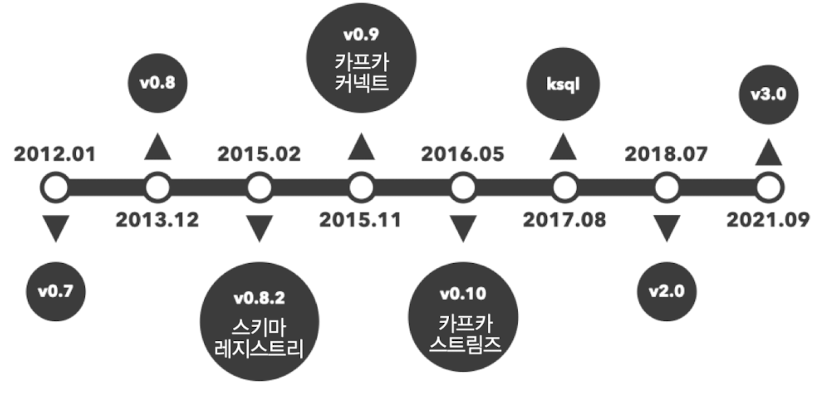 v0.9
카프카
커넥트
v0.8
ksql
v3.0
2012.01
2015.02
2016.05
2018.07
2013.12
2015.11
2017.08
2021.09
v0.7
v0.8.2
스키마
레지스트리
v0.10
카프카
스트림즈
v2.0